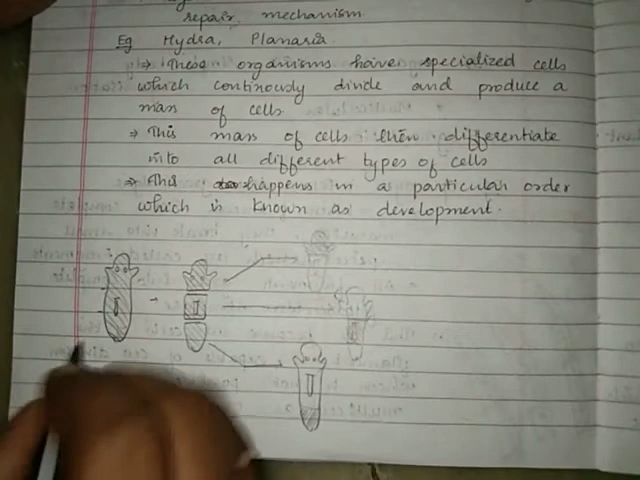 repair mechanism
Eg Hydra, Planaria
⇒ These organisms have specialized cells
which continously divide and produce a
mass of cells
⇒ This mass of cells then differentiate
into all different types of cells
⇒ This happens in a particular order
which is known as development.